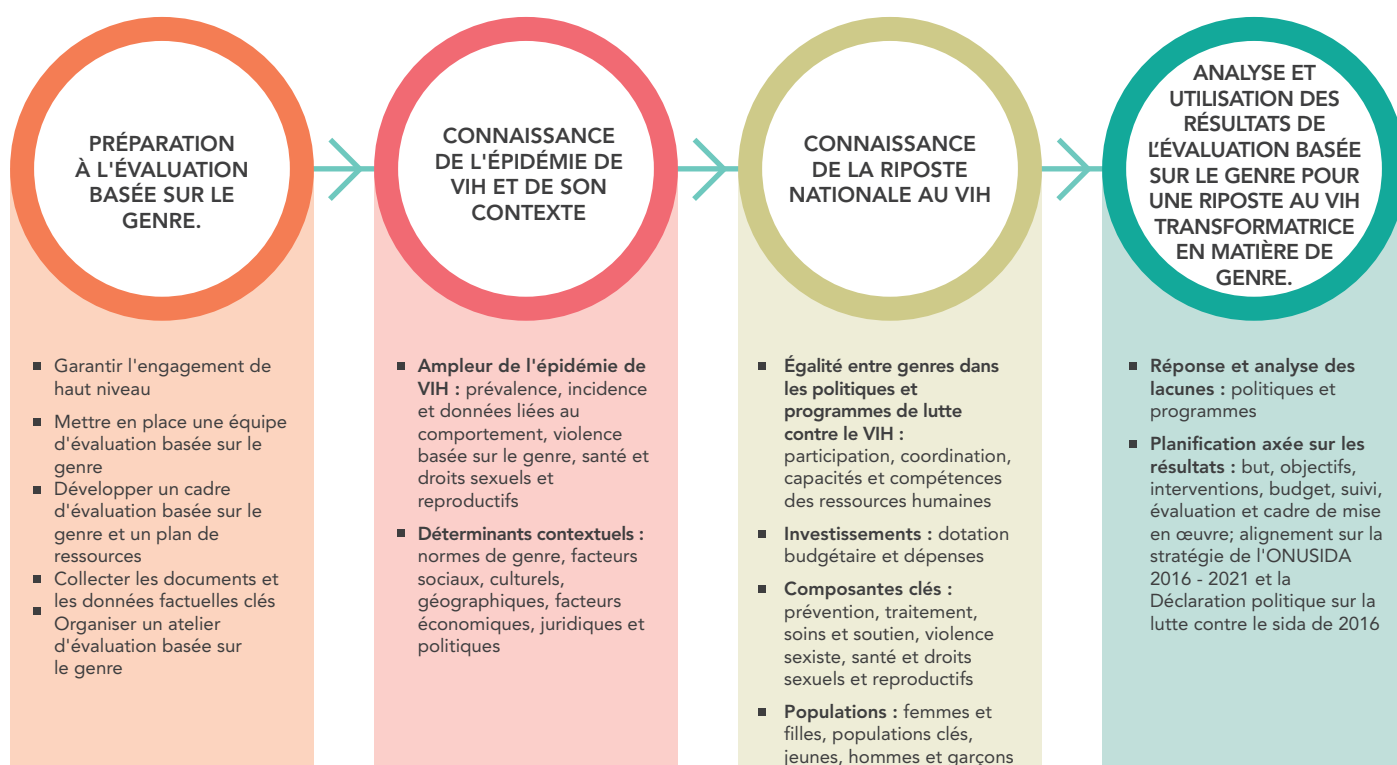 PRÉPARATION
À L'ÉVALUATION
BASÉE SUR LE
GENRE.
■ Garantir l'engagement de
haut niveau
■ Mettre en place une équipe
d'évaluation basée sur le
genre
■ Développer un cadre
d'évaluation basée sur le
genre et un plan de
ressources
■ Collecter les documents et
les données factuelles clés
■ Organiser un atelier
d'évaluation basée sur
le genre
CONNAISSANCE
DE L'ÉPIDÉMIE DE
VIH ET DE SON
CONTEXTE
■ Ampleur de l'épidémie de
VIH : prévalence, incidence
et données liées au
comportement, violence
basée sur le genre, santé et
droits sexuels et
reproductifs
■ Déterminants contextuels :
normes de genre, facteurs
sociaux, culturels,
géographiques, facteurs
économiques, juridiques et
politiques
CONNAISSANCE
DE LA RIPOSTE
NATIONALE AU VIH
■ Égalité entre genres dans
les politiques et
programmes de lutte
contre le VIH :
participation, coordination,
capacités et compétences
des ressources humaines
■ Investissements : dotation
budgétaire et dépenses
■ Composantes clés :
prévention, traitement,
soins et soutien, violence
sexiste, santé et droits
sexuels et reproductifs
■ Populations : femmes et
filles, populations clés,
jeunes, hommes et garçons
ANALYSE ET
UTILISATION DES
RÉSULTATS DE
L'ÉVALUATION BASÉE
SUR LE GENRE POUR
UNE RIPOSTE AU VIH
TRANSFORMATRICE
EN MATIÈRE DE
GENRE.
■ Réponse et analyse des
lacunes : politiques et
programmes
■ Planification axée sur les
résultats : but, objectifs,
interventions, budget, suivi,
évaluation et cadre de mise
en œuvre; alignement sur la
stratégie de l'ONUSIDA
2016 - 2021 et la
Déclaration politique sur la
lutte contre le sida de 2016